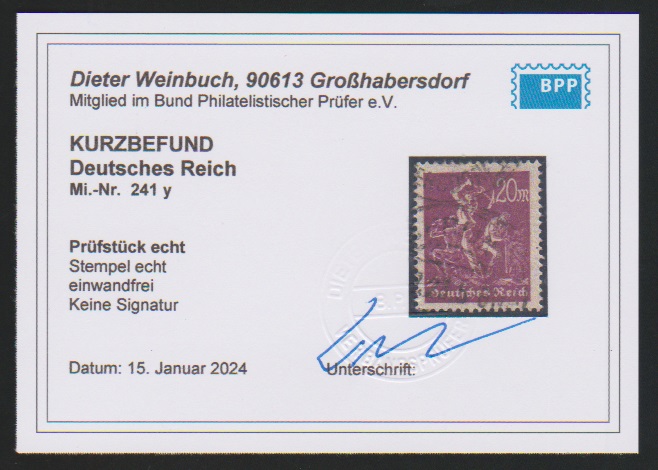 Dieter Weinbuch, 90613 Großhabersdorf
Mitglied im Bund Philatelistischer Prüfer e.V.
BPP
KURZBEFUND
Deutsches Reich
Mi.-Nr. 241 y
20m
Deutsches Reich
Prüfstück echt
Stempel echt
einwandfrei
Keine Signatur
Datum: 15. Januar 2024
Unterschrift: